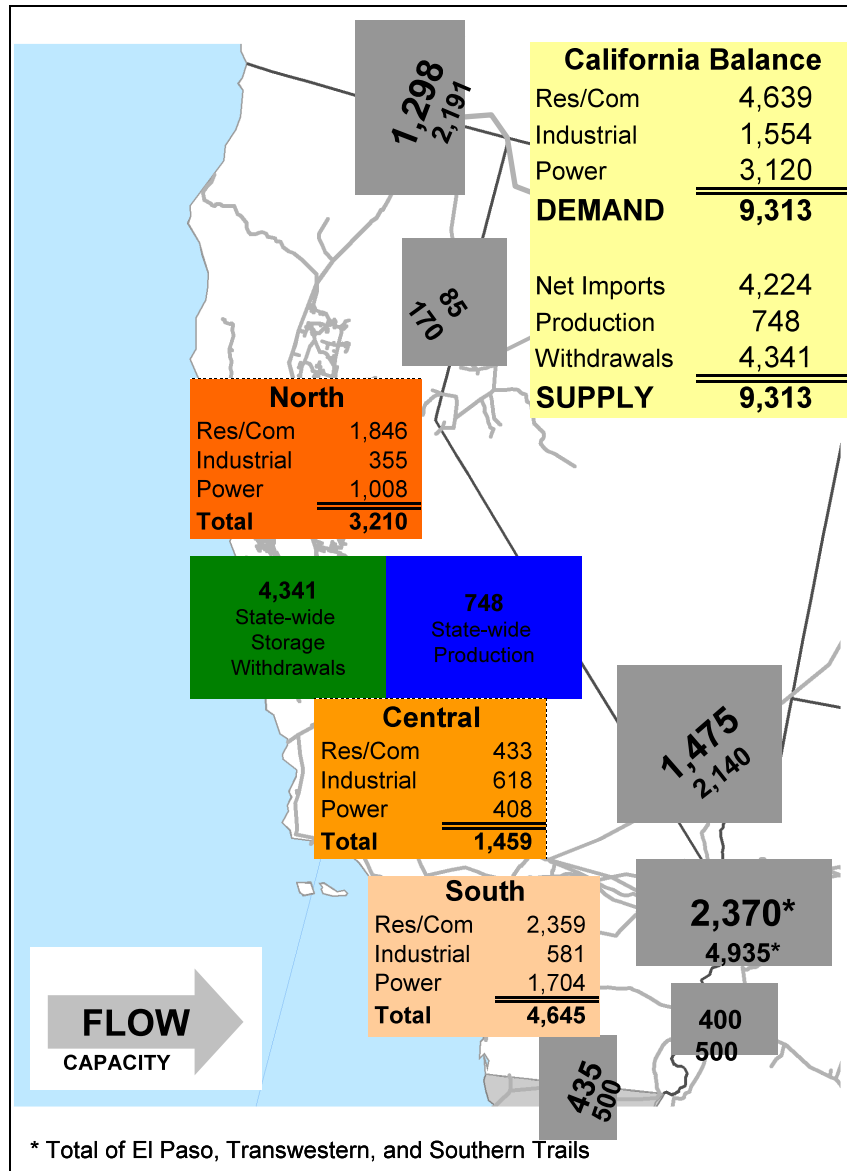 1,298
2,191
California Balance
Res/Com 4,639
Industrial 1,554
Power 3,120
DEMAND 9,313
Net Imports 4,224
Production 748
Withdrawals 4,341
SUPPLY 9,313
85
170
North
Res/Com 1,846
Industrial 355
Power 1,008
Total 3,210
4,341
State-wide
Storage
Withdrawals
748
State-wide
Production
Central
Res/Com 433
Industrial 618
Power 408
Total 1,459
1,475
2,140
South
Res/Com 2,359
Industrial 581
Power 1,704
Total 4,645
2,370*
4,935*
400
500
435
500
FLOW
CAPACITY
* Total of El Paso, Transwestern, and Southern Trails